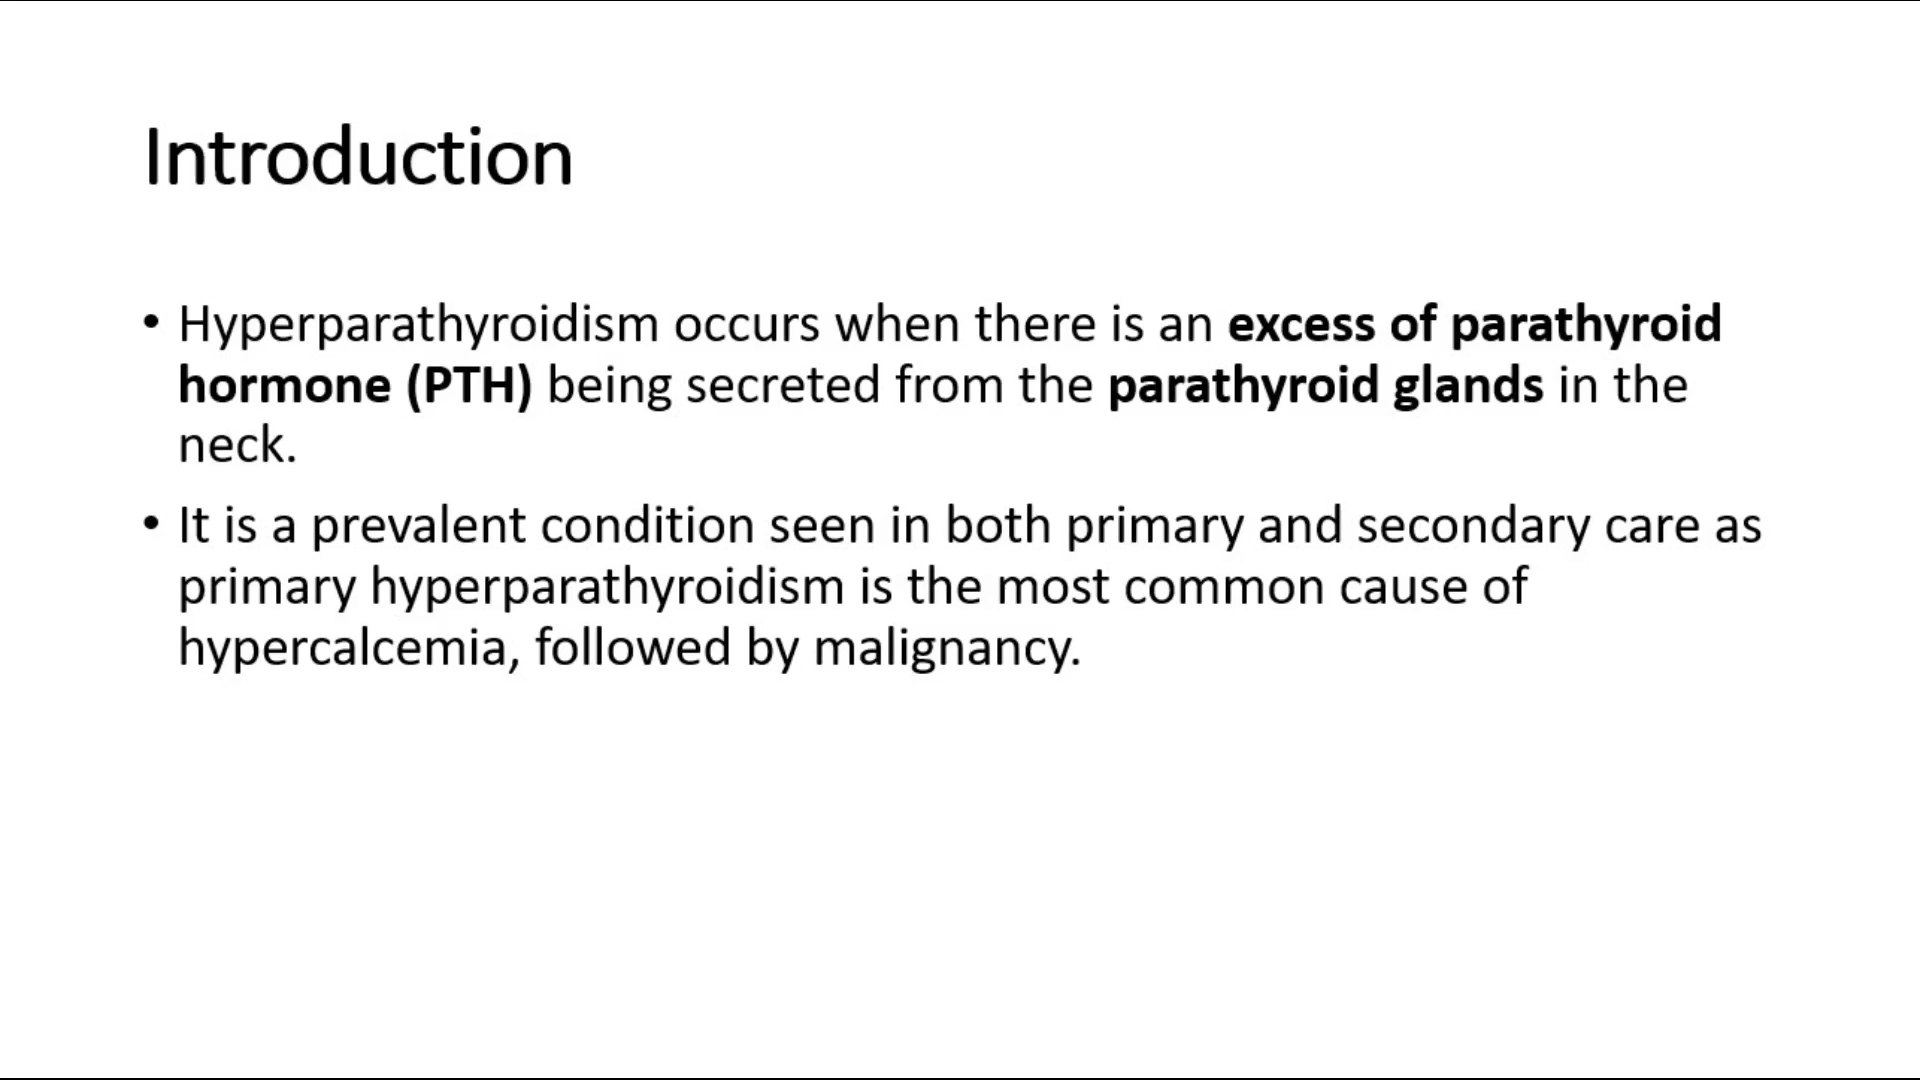 Introduction
• Hyperparathyroidism occurs when there is an excess of parathyroid
hormone (PTH) being secreted from the parathyroid glands in the
neck.
• It is a prevalent condition seen in both primary and secondary care as
primary hyperparathyroidism is the most common cause of
hypercalcemia, followed by malignancy.